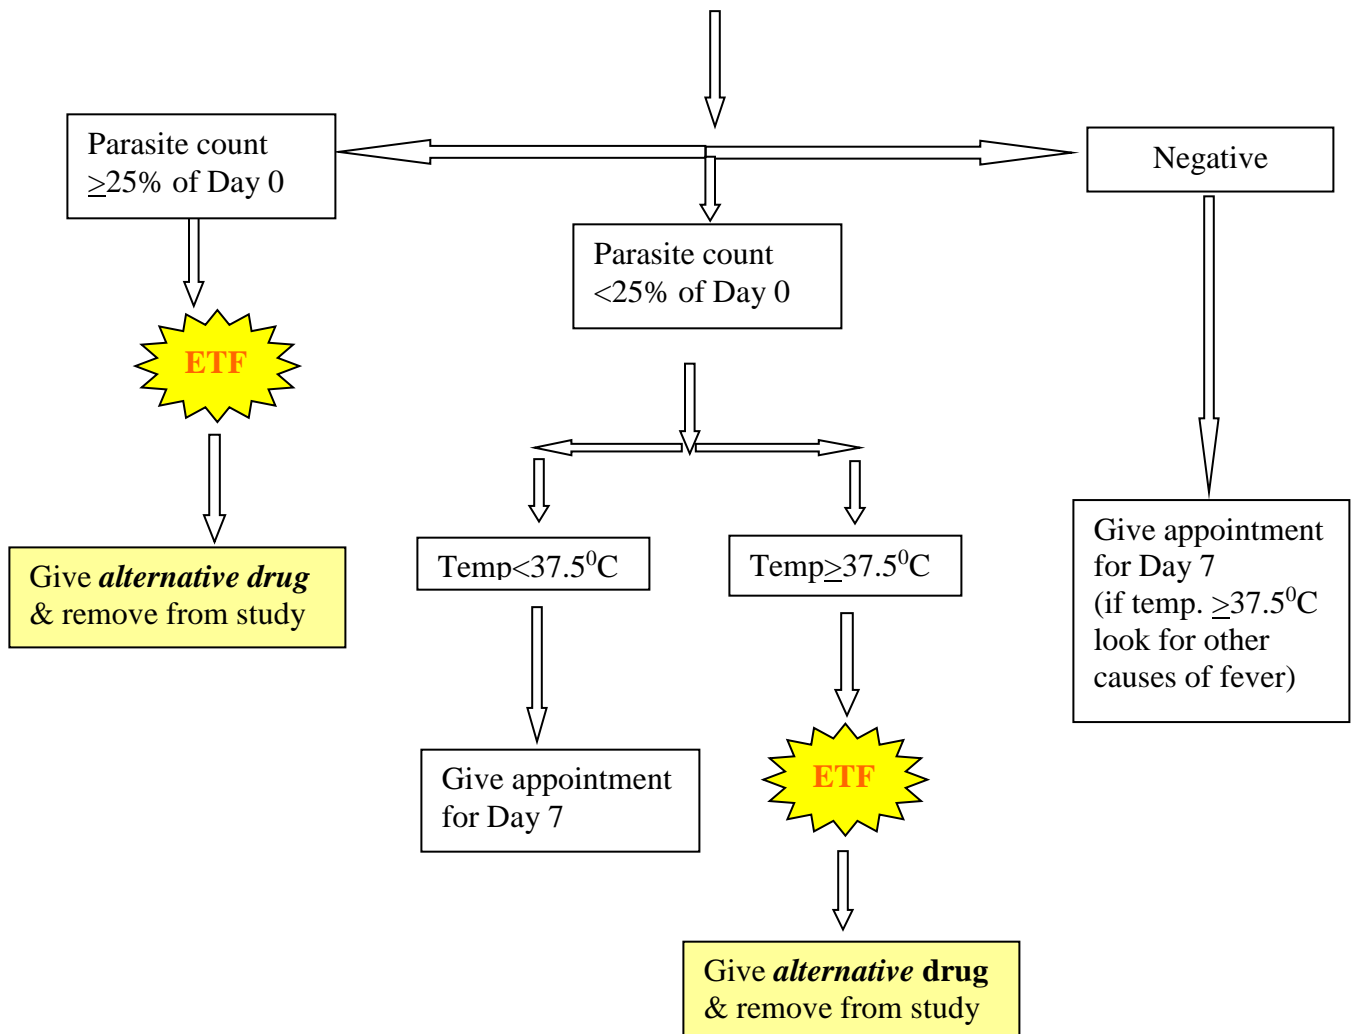 Parasite count
≥25% of Day 0
Negative
Parasite count
<25% of Day 0
ETF
Give alternative drug
& remove from study
Temp<37.5⁰C
Temp≥37.5⁰C
Give appointment
for Day 7
(if temp. ≥37.5⁰C
look for other
causes of fever)
Give appointment
for Day 7
ETF
Give alternative drug
& remove from study